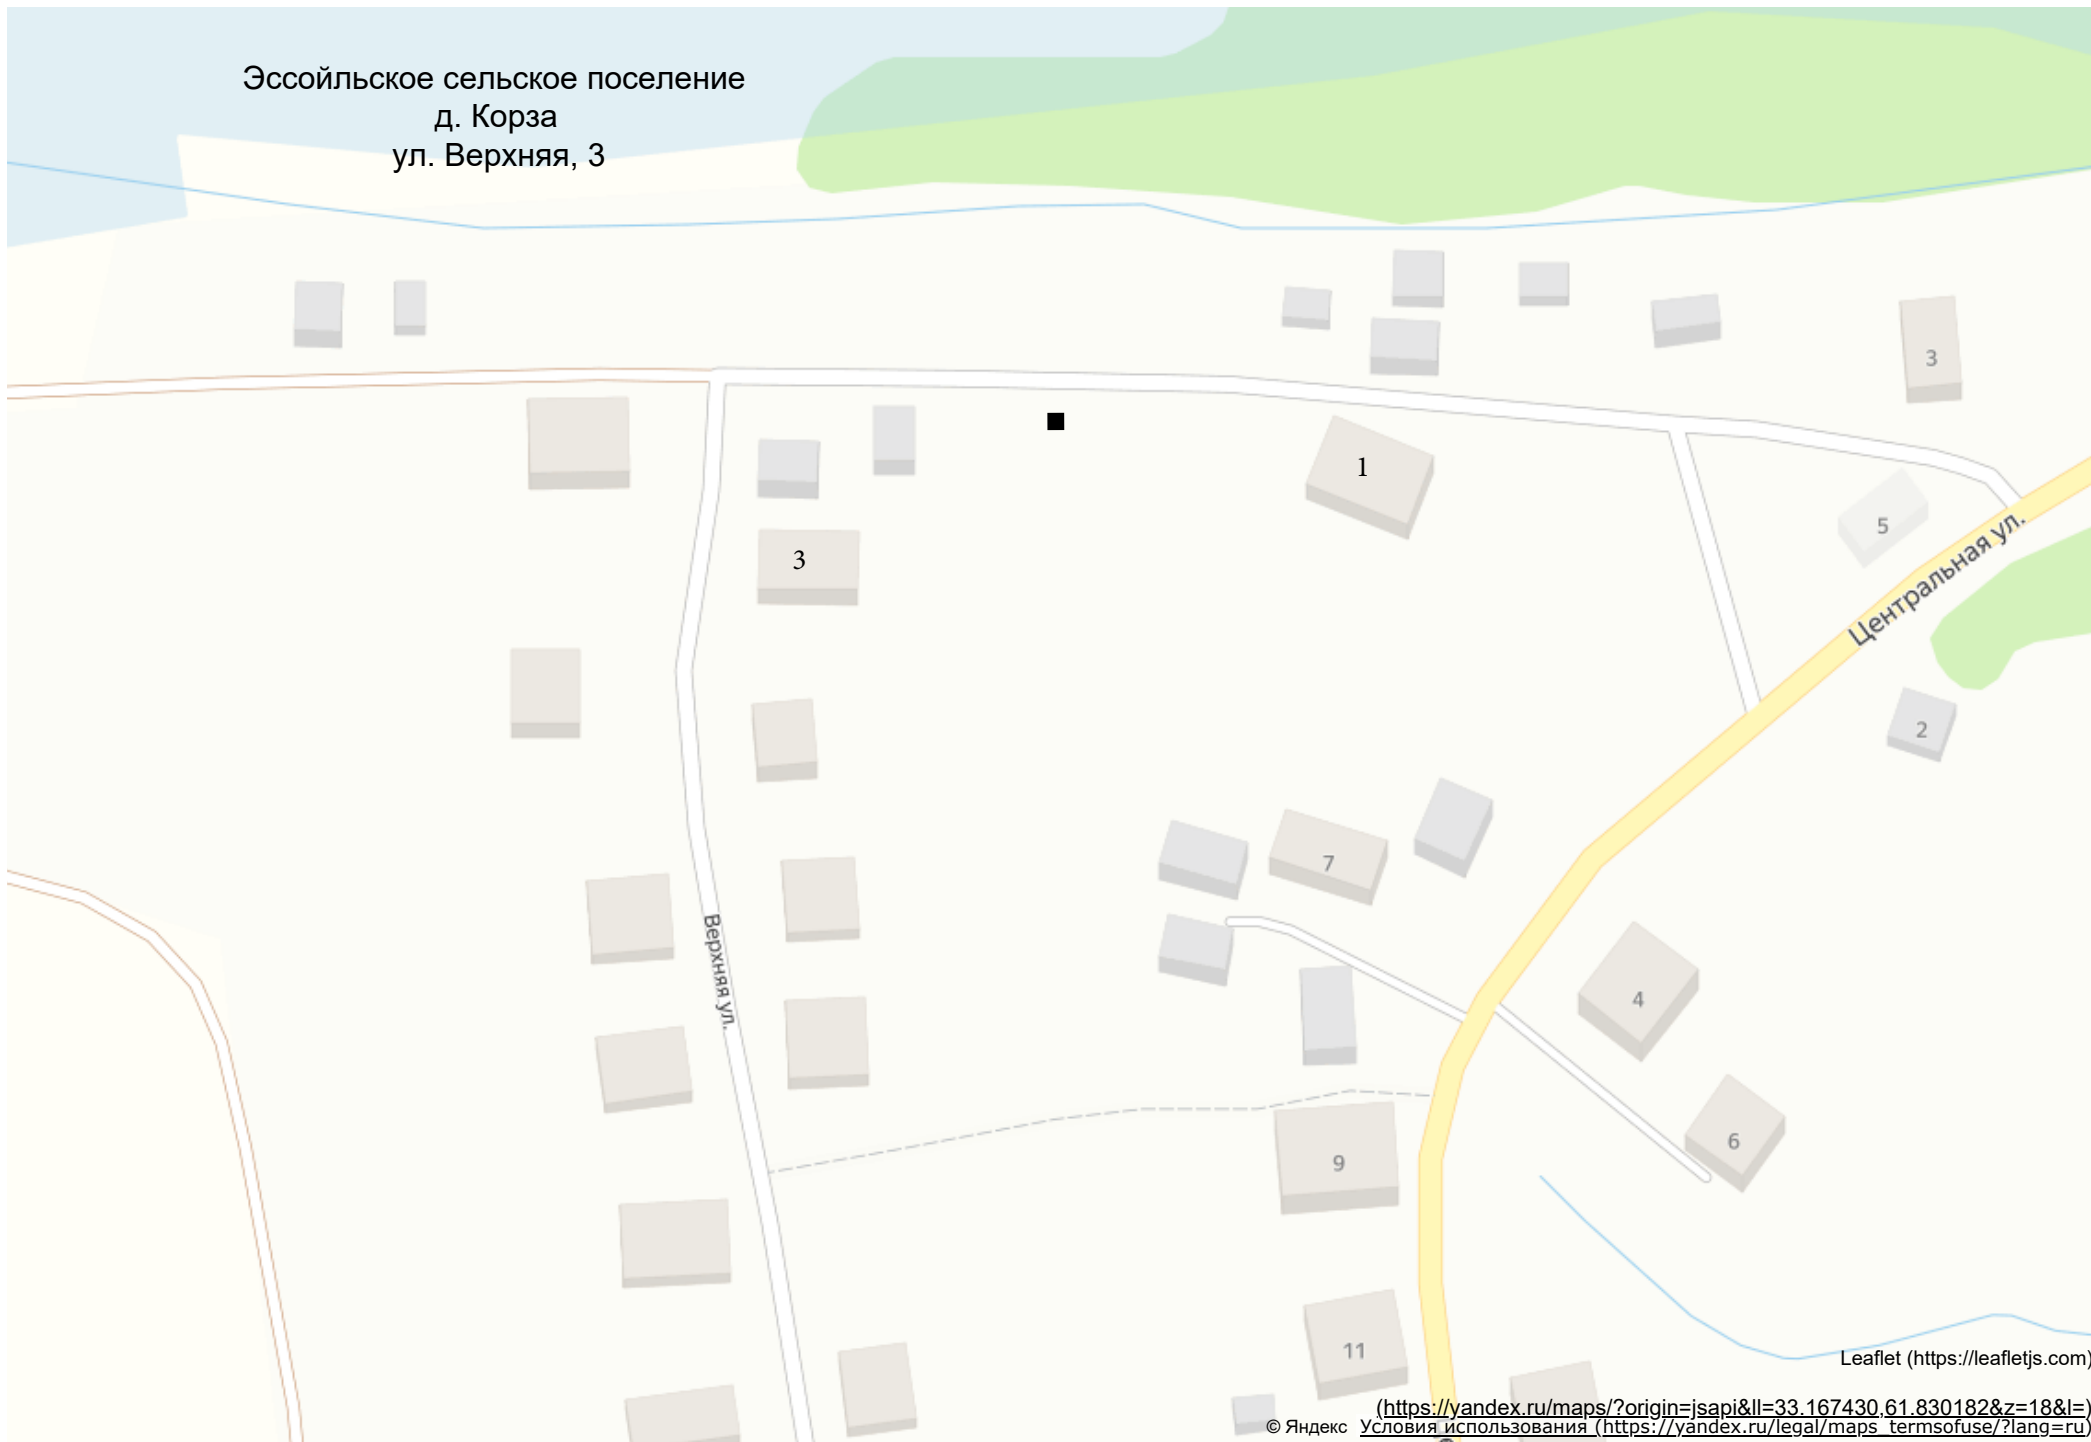 Эссойльское сельское поселение
д. Корза
ул. Верхняя, 3
3
1
5
3
Центральная ул.
2
7
Верхняя ул.
4
6
9
11
Leaflet (https://leafletjs.com)
(https://yandex.ru/maps/?origin=jsapi&ll=33.167430,61.830182&z=18&l=)
© Яндекс Условия использования (https://yandex.ru/legal/maps_termsofuse/?lang=ru)